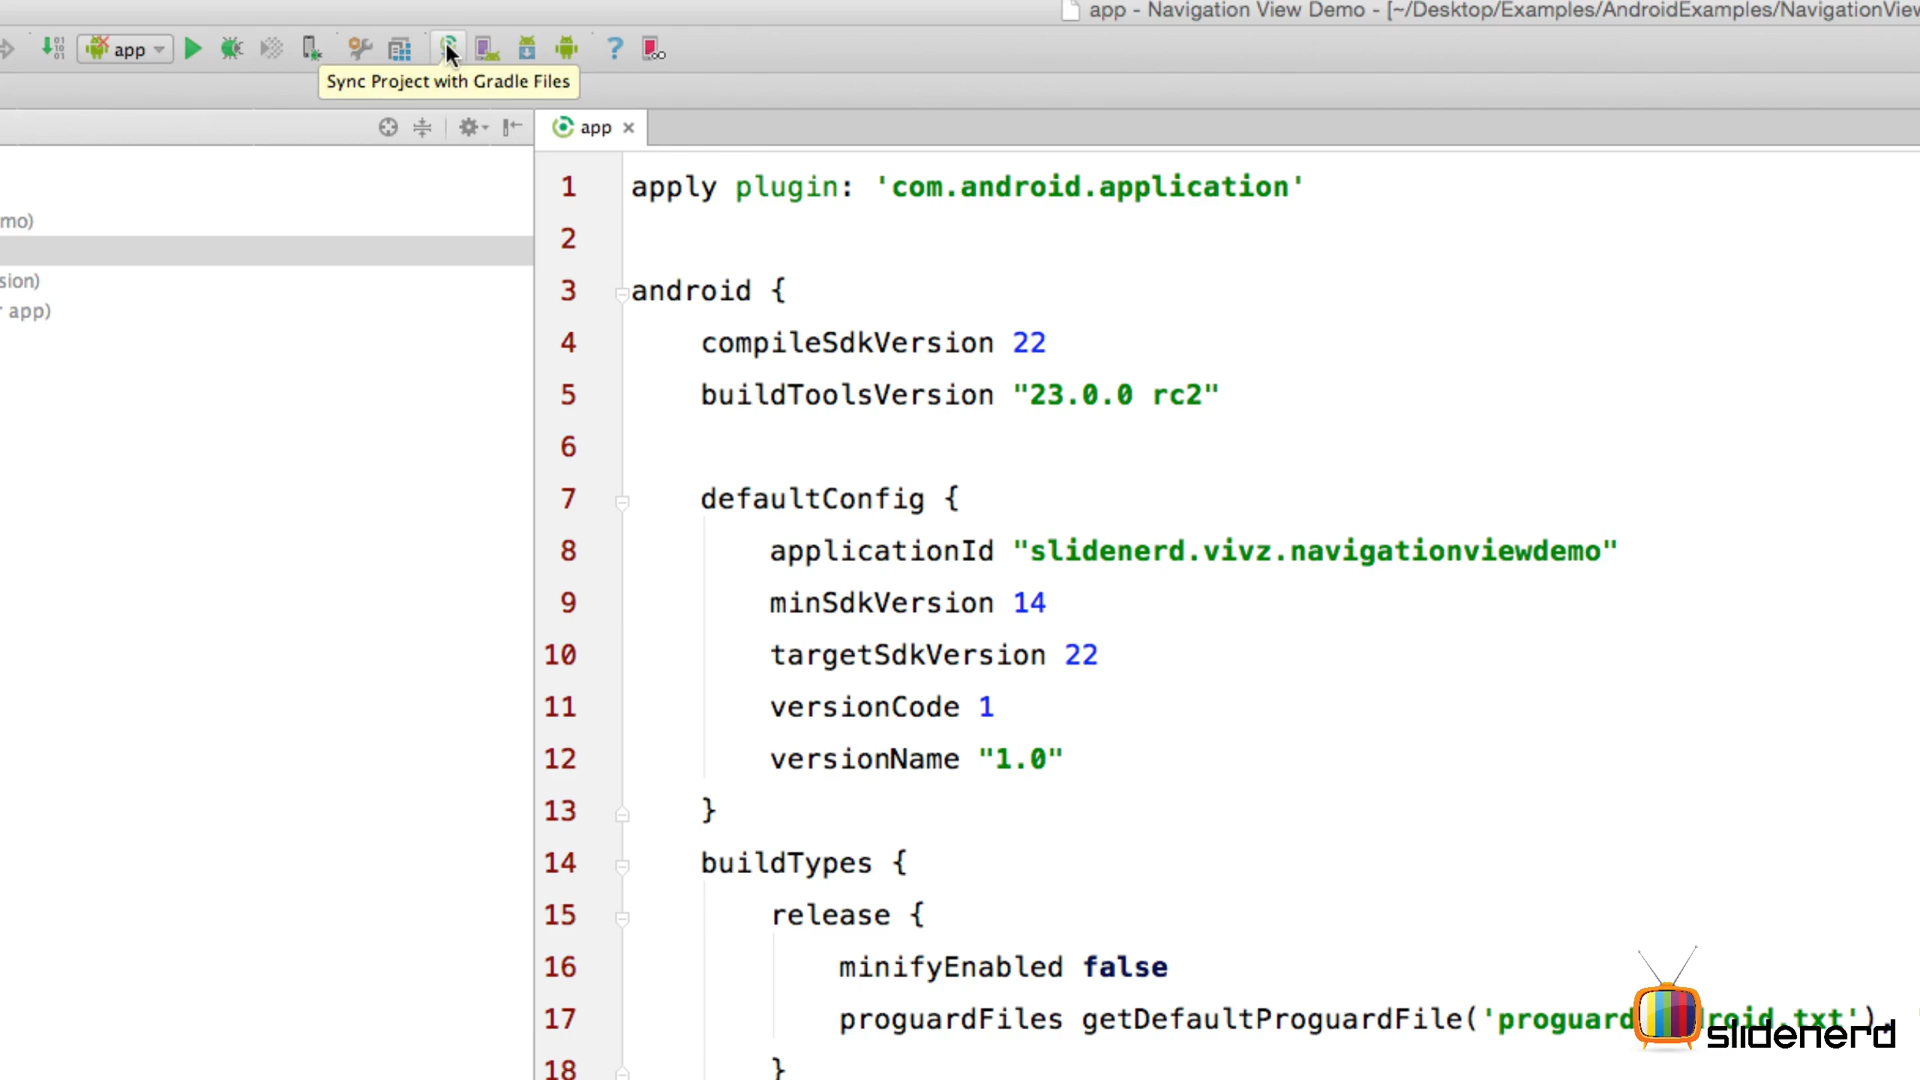 app - Navigation View Demo - [~/Desktop/Examples/AndroidExamples/NavigationView
app
Sync Project with Gradle Files
app
mo)
sion)
app)
1 apply plugin: 'com.android.application'
2
3 android {
4 compileSdkVersion 22
5 buildToolsVersion "23.0.0 rc2"
6
7 defaultConfig {
8 applicationId "slidenerd.vivz.navigationviewdemo"
9 minSdkVersion 14
10 targetSdkVersion 22
11 versionCode 1
12 versionName "1.0"
13 }
14 buildTypes {
15 release {
16 minifyEnabled false
17 proguardFiles getDefaultProguardFile('proguard droid.txt'),
18 }
slidenerd